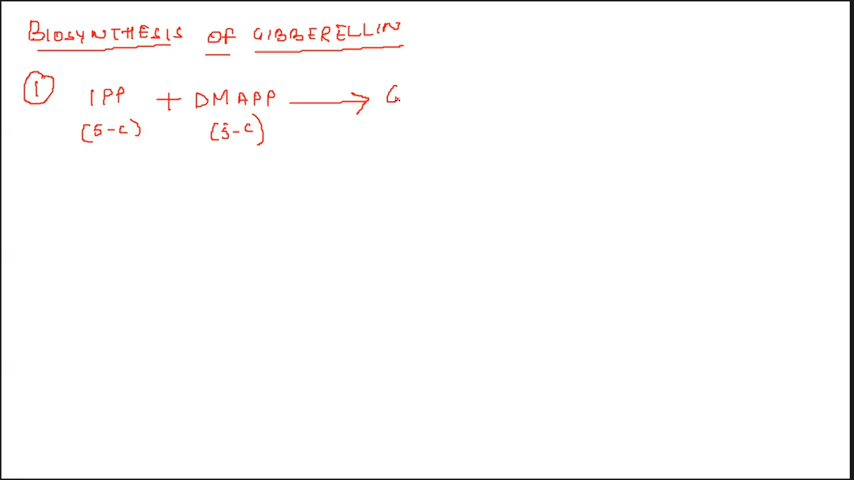 BIOSYNTHESIS OF GIBBERELLIN
1 IPP + DMAPP → G
(5-C) (5-C)